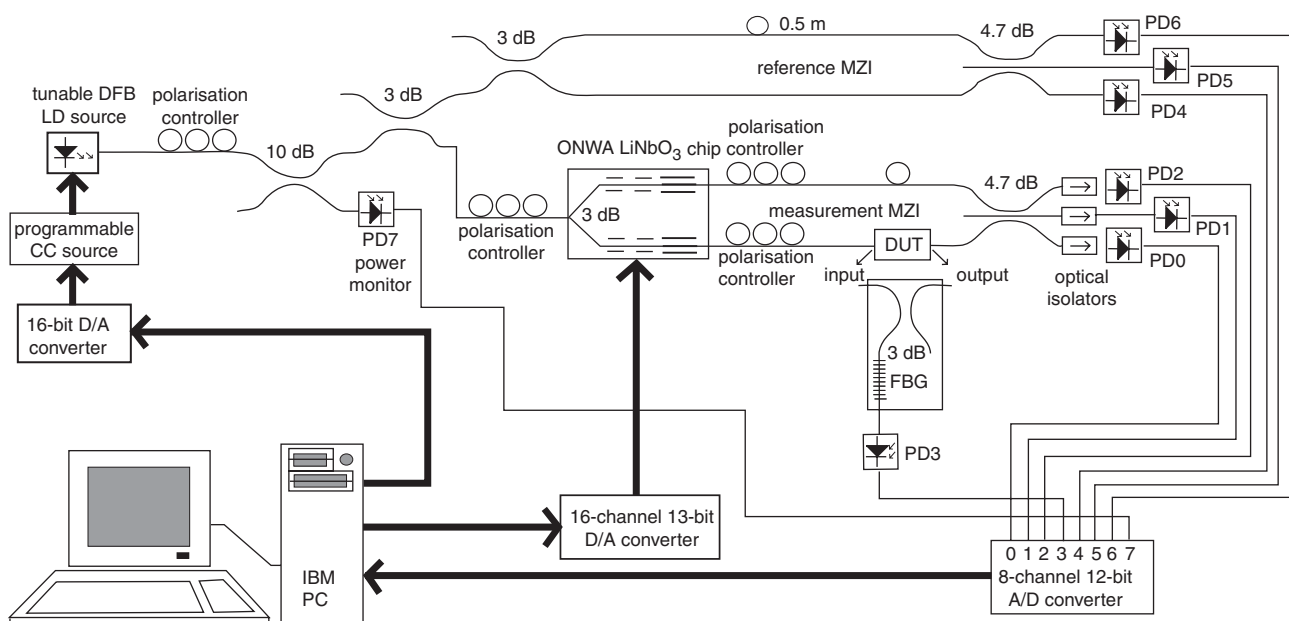 3 dB
0.5 m
4.7 dB
PD6
reference MZI
PD5
PD4
tunable DFB
LD source
polarisation
controller
3 dB
10 dB
PD7
power
monitor
programmable
CC source
16-bit D/A
converter
polarisation
controller
ONWA LiNbO3 chip
3 dB
polarisation
controller
4.7 dB
PD2
measurement MZI
PD1
polarisation
controller
DUT
PD0
input
output
optical
isolators
3 dB
FBG
PD3
16-channel 13-bit
D/A converter
IBM
PC
0 1 2 3 4 5 6 7
8-channel 12-bit
A/D converter